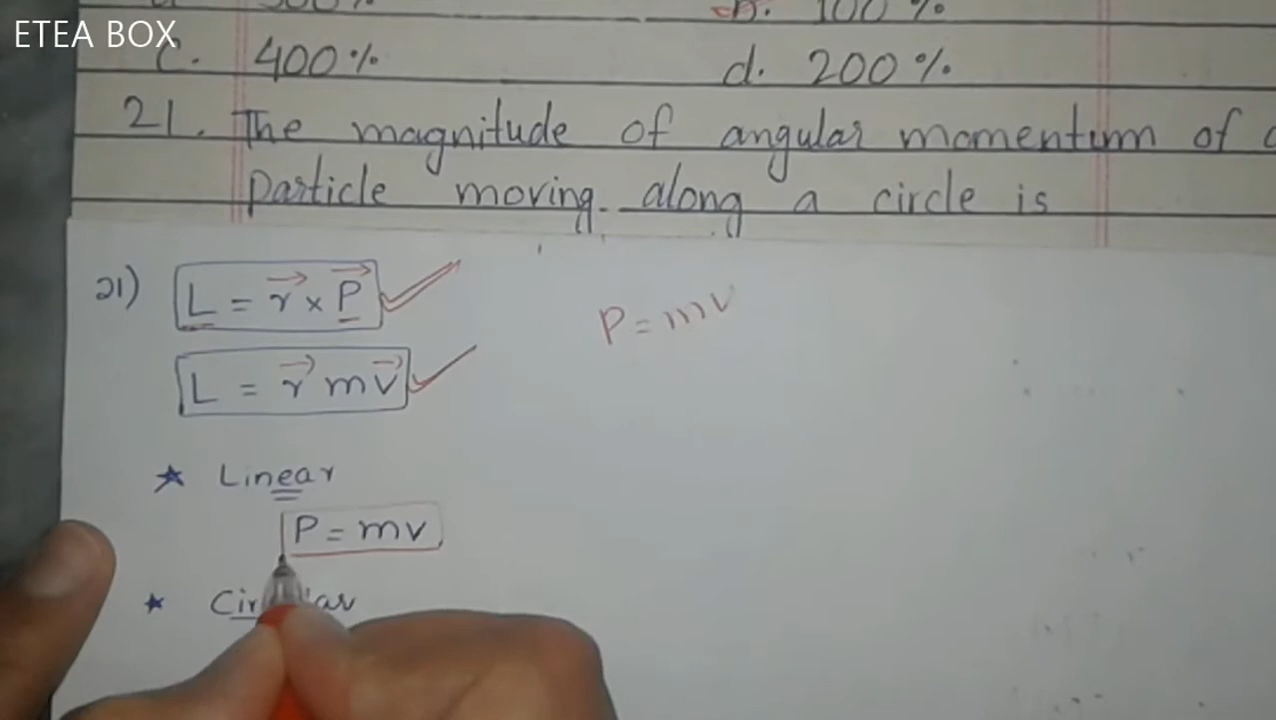 ETEA BOX
b. 100 %
c. 400 %
d. 200 %
21. The magnitude of angular momentum of
particle moving along a circle is
21) L = r × P
P = mv
L = r m v
★ Linear
P = mv
★